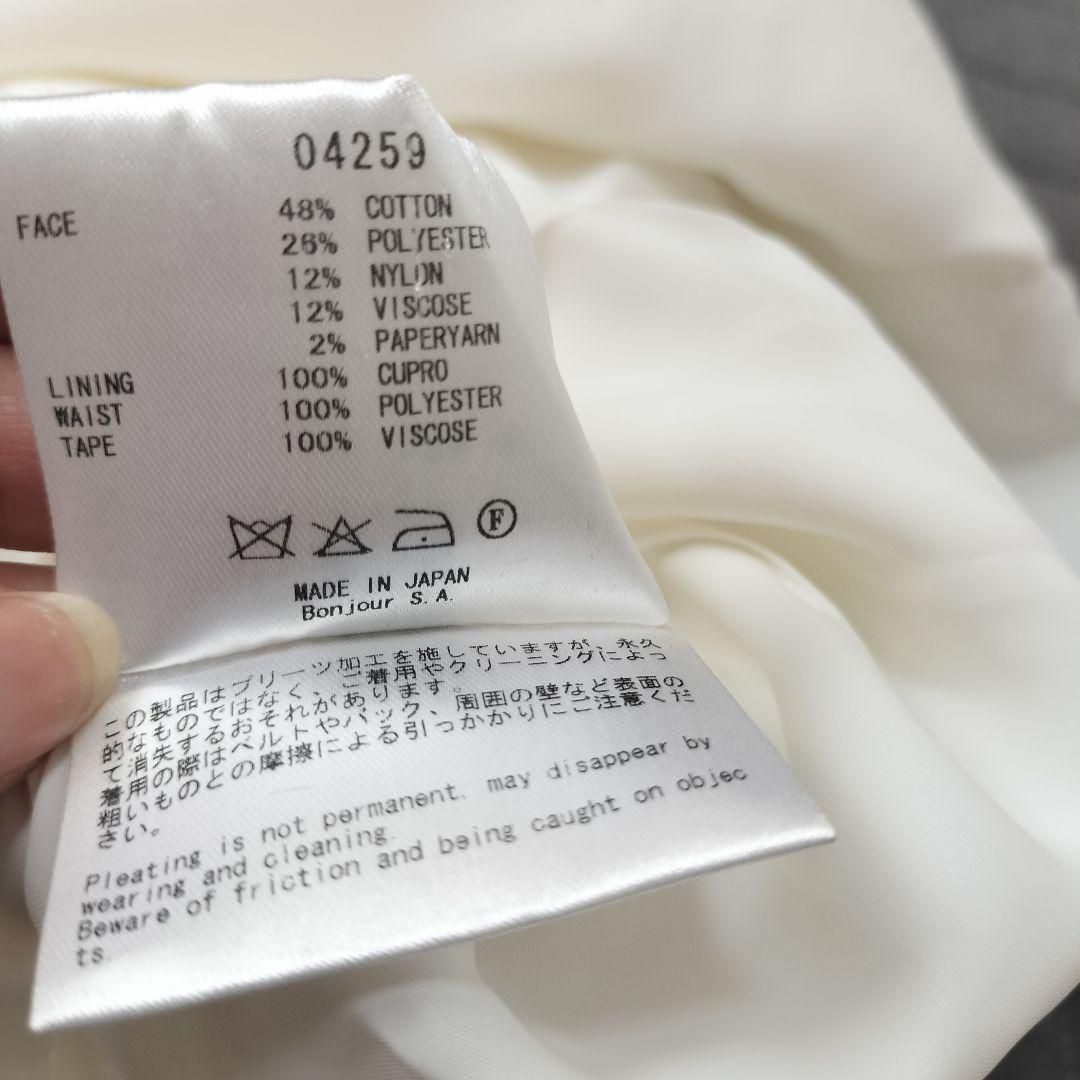 04259
FACE 48% COTTON
26% POLYESTER
12% NYLON
12% VISCOSE
2% PAPERYARN
LINING 100% CUPRO
WAIST 100% POLYESTER
TAPE 100% VISCOSE
F
MADE IN JAPAN
Bonjour S.A.
この製品はプリーツ加工を施していますが、永久
的なものではなく、ご着用やクリーニングによっ
て消失するおそれがあります。
着用の際はベルトやバック、周囲の壁など表面の
粗いものとの摩擦による引っかかりにご注意くだ
さい。
Pleating is not permanent. may disappear by
wearing and cleaning.
Beware of friction and being caught on objec
ts.